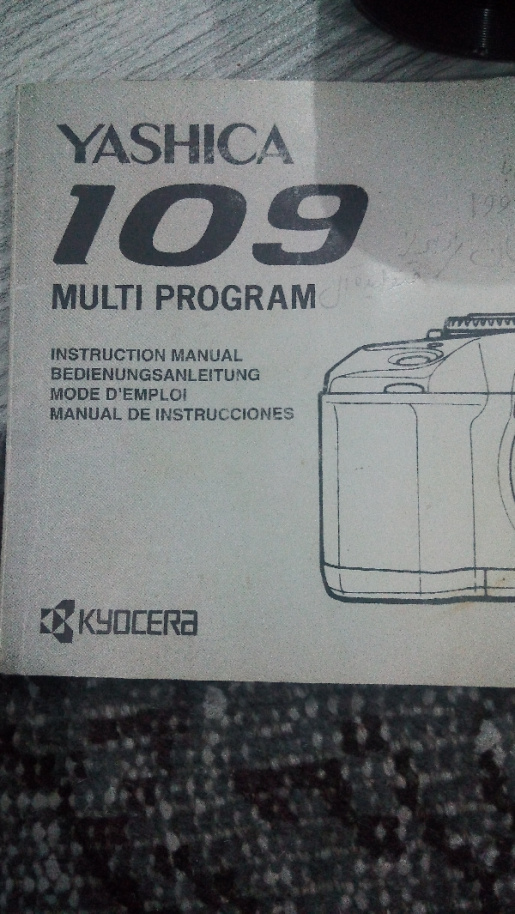 YASHICA
109
MULTI PROGRAM
INSTRUCTION MANUAL
BEDIENUNGSANLEITUNG
MODE D'EMPLOI
MANUAL DE INSTRUCCIONES
KYOCERA